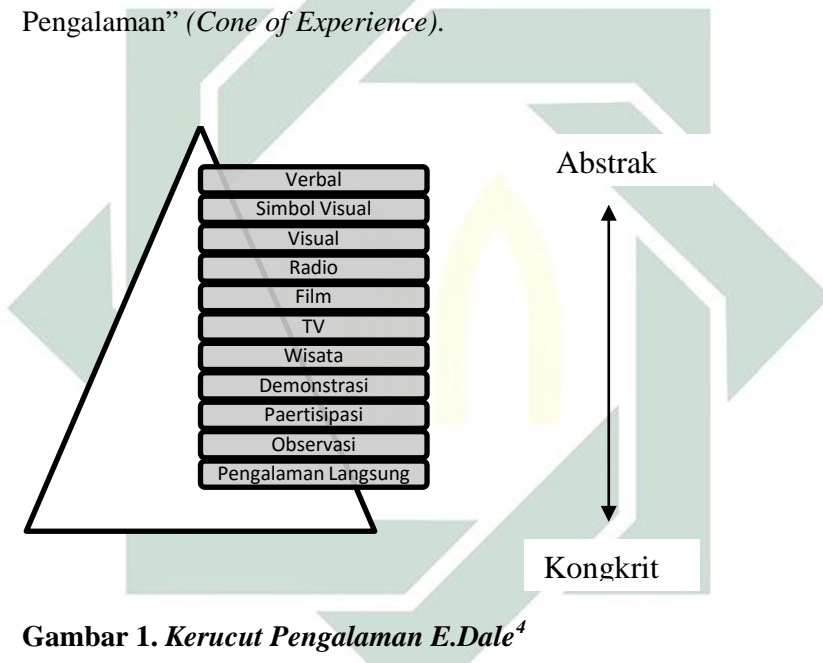 Pengalaman” (Cone of Experience).
Abstrak
Verbal
Simbol Visual
Visual
Radio
Film
TV
Wisata
Demonstrasi
Paertisipasi
Observasi
Pengalaman Langsung
Kongkrit
Gambar 1. Kerucut Pengalaman E.Dale4